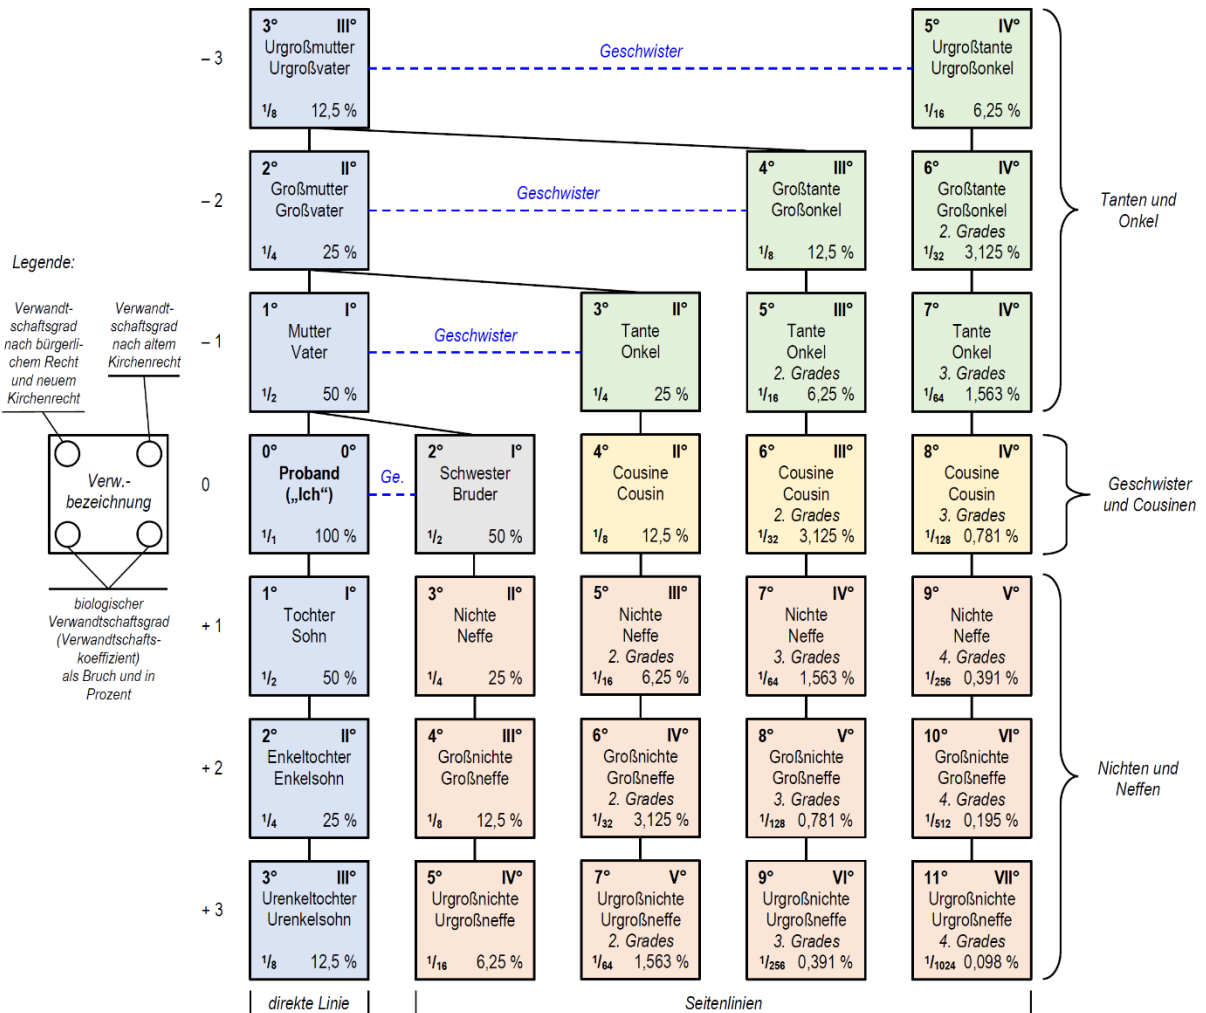 3° III°
Urgroßmutter
Urgroßvater
1/8 12,5 %
– 3
Geschwister
5° IV°
Urgroßtante
Urgroßonkel
1/16 6,25 %
2° II°
Großmutter
Großvater
1/4 25 %
– 2
Geschwister
4° III°
Großtante
Großonkel
1/8 12,5 %
6° IV°
Großtante
Großonkel
2. Grades
1/32 3,125 %
Tanten und
Onkel
Legende:
Verwandt-
schaftsgrad
nach bürgerli-
chem Recht
und neuem
Kirchenrecht
Verwandt-
schaftsgrad
nach altem
Kirchenrecht
Verw.-
bezeichnung
biologischer
Verwandtschaftsgrad
(Verwandtschafts-
koeffizient)
als Bruch und in
Prozent
– 1
1° I°
Mutter
Vater
1/2 50 %
Geschwister
3° II°
Tante
Onkel
1/4 25 %
5° III°
Tante
Onkel
2. Grades
1/16 6,25 %
7° IV°
Tante
Onkel
3. Grades
1/64 1,563 %
0
0° 0°
Proband
(„Ich“)
1/1 100 %
Ge.
2° I°
Schwester
Bruder
1/2 50 %
4° II°
Cousine
Cousin
1/8 12,5 %
6° III°
Cousine
Cousin
2. Grades
1/32 3,125 %
8° IV°
Cousine
Cousin
3. Grades
1/128 0,781 %
Geschwister
und Cousinen
+ 1
1° I°
Tochter
Sohn
1/2 50 %
3° II°
Nichte
Neffe
1/4 25 %
5° III°
Nichte
Neffe
2. Grades
1/16 6,25 %
7° IV°
Nichte
Neffe
3. Grades
1/64 1,563 %
9° V°
Nichte
Neffe
4. Grades
1/256 0,391 %
+ 2
2° II°
Enkeltochter
Enkelsohn
1/4 25 %
4° III°
Großnichte
Großneffe
1/8 12,5 %
6° IV°
Großnichte
Großneffe
2. Grades
1/32 3,125 %
8° V°
Großnichte
Großneffe
3. Grades
1/128 0,781 %
10° VI°
Großnichte
Großneffe
4. Grades
1/512 0,195 %
Nichten und
Neffen
+ 3
3° III°
Urenkeltochter
Urenkelsohn
1/8 12,5 %
5° IV°
Urgroßnichte
Urgroßneffe
1/16 6,25 %
7° V°
Urgroßnichte
Urgroßneffe
2. Grades
1/64 1,563 %
9° VI°
Urgroßnichte
Urgroßneffe
3. Grades
1/256 0,391 %
11° VII°
Urgroßnichte
Urgroßneffe
4. Grades
1/1024 0,098 %
direkte Linie
Seitenlinien